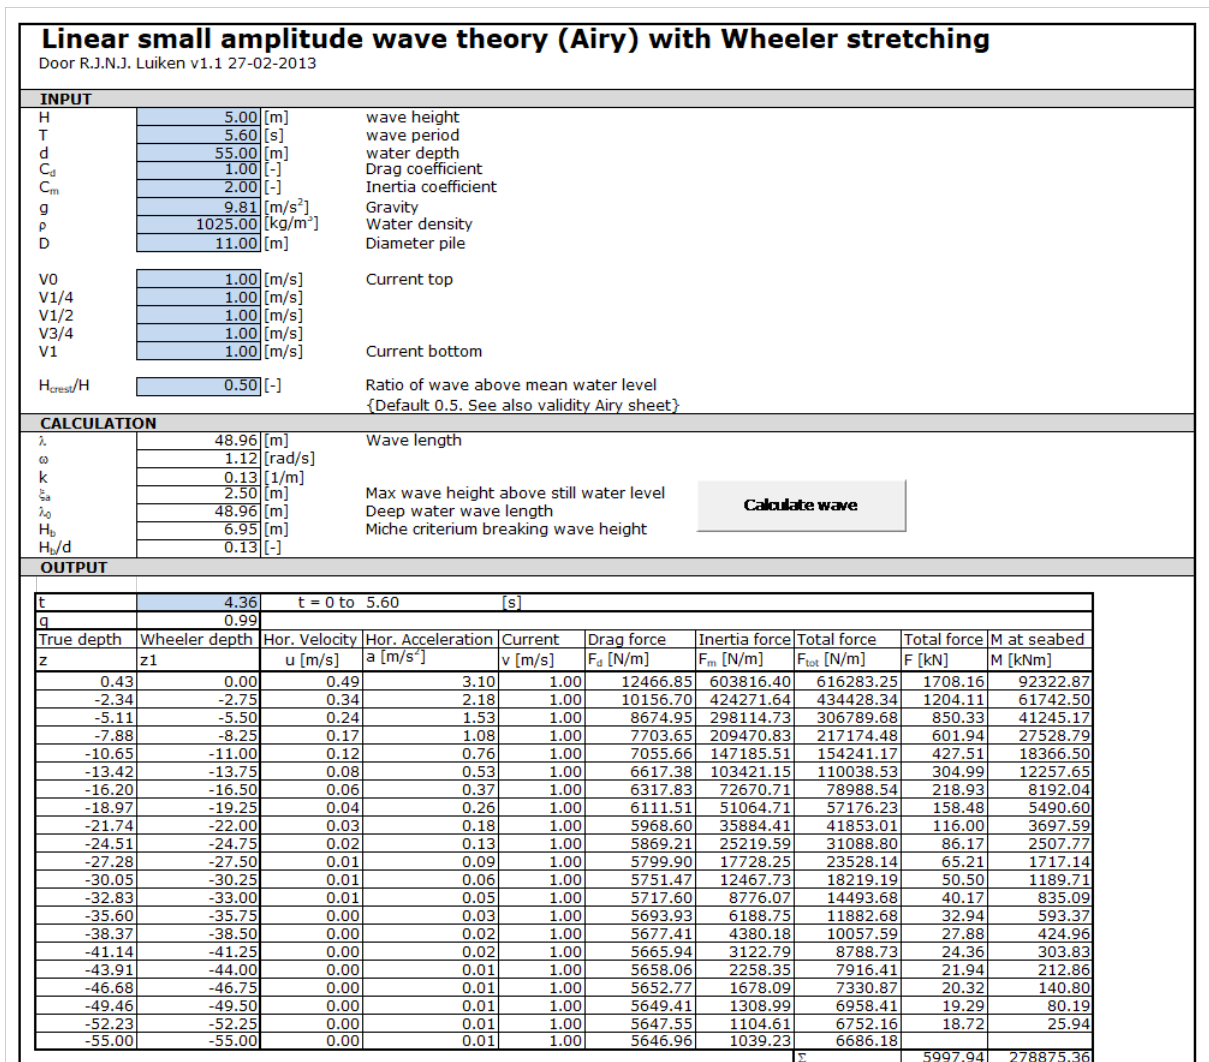 Linear small amplitude wave theory (Airy) with Wheeler stretching
Door R.J.N.J. Luiken v1.1 27-02-2013
INPUT
H 5.00 [m] wave height
T 5.60 [s] wave period
d 55.00 [m] water depth
Cd 1.00 [-] Drag coefficient
Cm 2.00 [-] Inertia coefficient
g 9.81 [m/s²] Gravity
ρ 1025.00 [kg/m³] Water density
D 11.00 [m] Diameter pile
V0 1.00 [m/s] Current top
V1/4 1.00 [m/s]
V1/2 1.00 [m/s]
V3/4 1.00 [m/s]
V1 1.00 [m/s] Current bottom
Hcrest/H 0.50 [-] Ratio of wave above mean water level
{Default 0.5. See also validity Airy sheet}
CALCULATION
λ 48.96 [m] Wave length
ω 1.12 [rad/s]
k 0.13 [1/m]
ξa 2.50 [m] Max wave height above still water level
λ0 48.96 [m] Deep water wave length
Hb 6.95 [m] Miche criterium breaking wave height
Hb/d 0.13 [-]
Calculate wave
OUTPUT
t 4.36 t = 0 to 5.60 [s]
q 0.99
True depth Wheeler depth Hor. Velocity Hor. Acceleration Current Drag force Inertia force Total force Total force M at seabed
z z1 u [m/s] a [m/s²] v [m/s] Fd [N/m] Fm [N/m] Ftot [N/m] F [kN] M [kNm]
0.43 0.00 0.49 3.10 1.00 12466.85 603816.40 616283.25 1708.16 92322.87
-2.34 -2.75 0.34 2.18 1.00 10156.70 424271.64 434428.34 1204.11 61742.50
-5.11 -5.50 0.24 1.53 1.00 8674.95 298114.73 306789.68 850.33 41245.17
-7.88 -8.25 0.17 1.08 1.00 7703.65 209470.83 217174.48 601.94 27528.79
-10.65 -11.00 0.12 0.76 1.00 7055.66 147185.51 154241.17 427.51 18366.50
-13.42 -13.75 0.08 0.53 1.00 6617.38 103421.15 110038.53 304.99 12257.65
-16.20 -16.50 0.06 0.37 1.00 6317.83 72670.71 78988.54 218.93 8192.04
-18.97 -19.25 0.04 0.26 1.00 6111.51 51064.71 57176.23 158.48 5490.60
-21.74 -22.00 0.03 0.18 1.00 5968.60 35884.41 41853.01 116.00 3697.59
-24.51 -24.75 0.02 0.13 1.00 5869.21 25219.59 31088.80 86.17 2507.77
-27.28 -27.50 0.01 0.09 1.00 5799.90 17728.25 23528.14 65.21 1717.14
-30.05 -30.25 0.01 0.06 1.00 5751.47 12467.73 18219.19 50.50 1189.71
-32.83 -33.00 0.01 0.05 1.00 5717.60 8776.07 14493.68 40.17 835.09
-35.60 -35.75 0.00 0.03 1.00 5693.93 6188.75 11882.68 32.94 593.37
-38.37 -38.50 0.00 0.02 1.00 5677.41 4380.18 10057.59 27.88 424.96
-41.14 -41.25 0.00 0.02 1.00 5665.94 3122.79 8788.73 24.36 303.83
-43.91 -44.00 0.00 0.01 1.00 5658.06 2258.35 7916.41 21.94 212.86
-46.68 -46.75 0.00 0.01 1.00 5652.77 1678.09 7330.87 20.32 140.80
-49.46 -49.50 0.00 0.01 1.00 5649.41 1308.99 6958.41 19.29 80.19
-52.23 -52.25 0.00 0.01 1.00 5647.55 1104.61 6752.16 18.72 25.94
-55.00 -55.00 0.00 0.01 1.00 5646.96 1039.23 6686.18
Σ 5997.94 278875.36